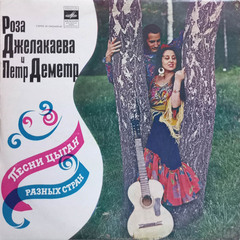 Роза
Джелакаева
и
Петр Деметр
ПЕСНИ ЦЫГАН
РАЗНЫХ СТРАН